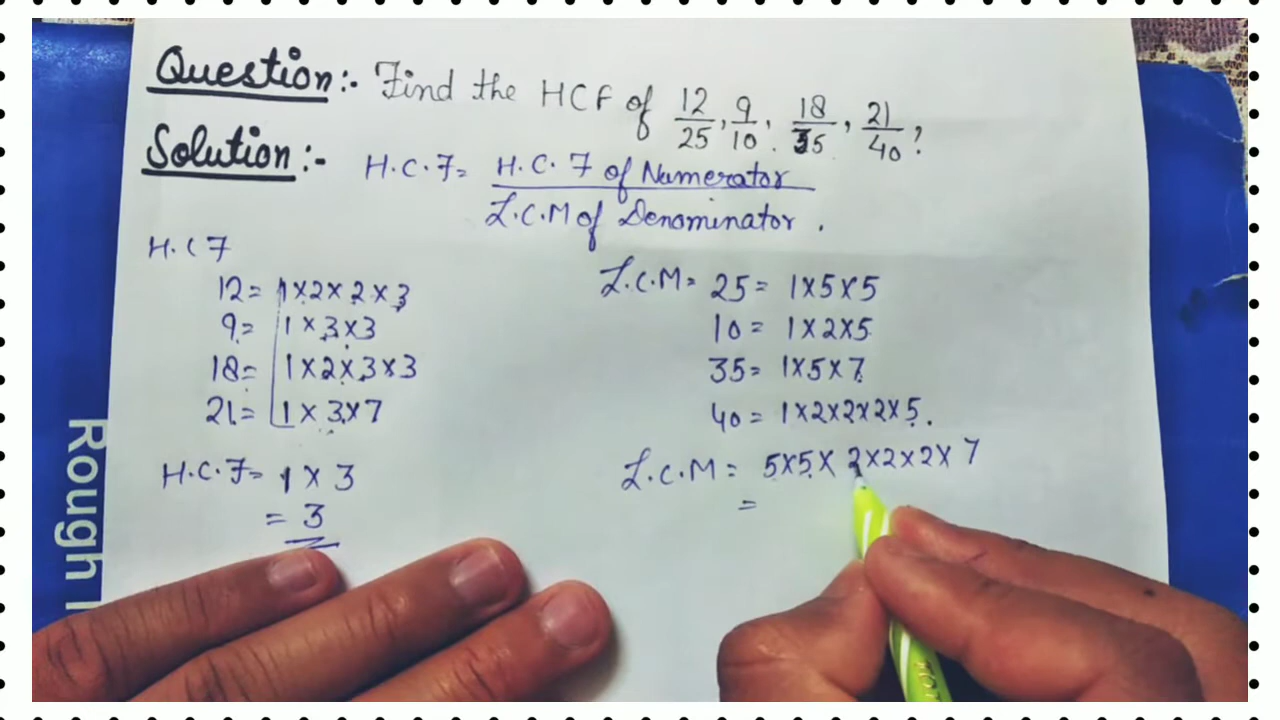 Question:- Find the HCF of 12/25, 9/10, 18/35, 21/40?
Solution:- H.C.F= H.C.F of Numerator
L.C.M of Denominator.
H.C F
12= 1×2×2×3
9= 1×3×3
18= 1×2×3×3
21= 1×3×7
H.C.F= 1×3
= 3
L.C.M= 25= 1×5×5
10= 1×2×5
35= 1×5×7
40= 1×2×2×2×5.
L.C.M= 5×5×2×2×2×7
=
Rough